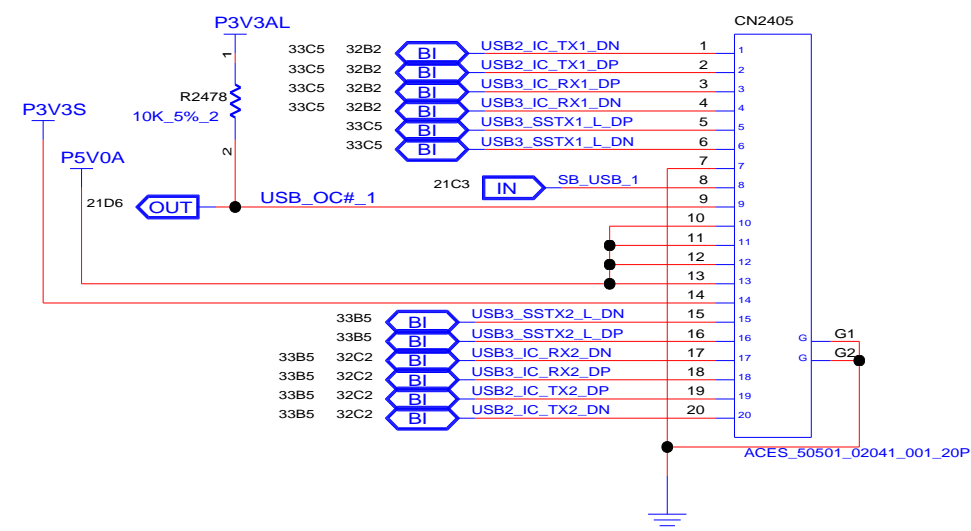 P3V3AL
CN2405
1
R2478
10K_5%_2
2
P3V3S
P5V0A
33C5 32B2 BI USB2_IC_TX1_DN 1 1
33C5 32B2 BI USB2_IC_TX1_DP 2 2
33C5 32B2 BI USB3_IC_RX1_DP 3 3
33C5 32B2 BI USB3_IC_RX1_DN 4 4
33C5 BI USB3_SSTX1_L_DP 5 5
33C5 BI USB3_SSTX1_L_DN 6 6
7 7
21C3 IN SB_USB_1 8 8
21D6 OUT USB_OC#_1 9 9
10 10
11 11
12 12
13 13
14 14
33B5 BI USB3_SSTX2_L_DN 15 15
33B5 BI USB3_SSTX2_L_DP 16 16 G G1
33B5 32C2 BI USB3_IC_RX2_DN 17 17 G G2
33B5 32C2 BI USB3_IC_RX2_DP 18 18
33B5 32C2 BI USB2_IC_TX2_DP 19 19
33B5 32C2 BI USB2_IC_TX2_DN 20 20
ACES_50501_02041_001_20P